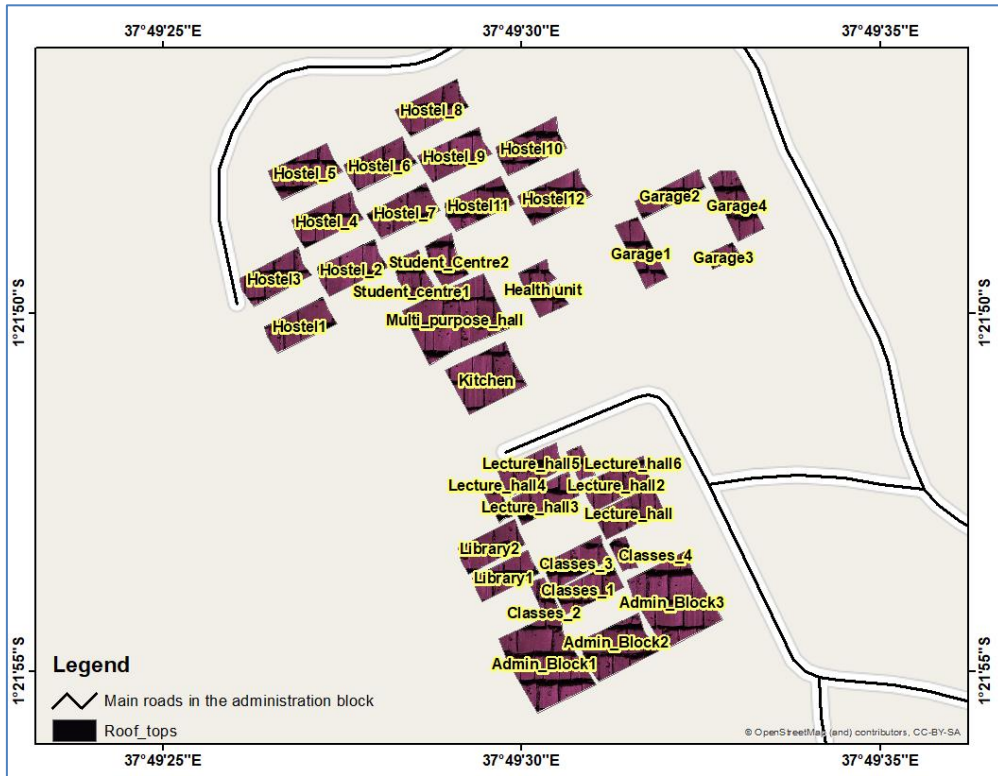 37°49'25"E
37°49'30"E
37°49'35"E
Hostel_8
Hostel10
Hostel_9
Hostel_6
Hostel_5
Hostel12
Garage2
Garage4
Hostel11
Hostel_7
Hostel_4
Garage1
Garage3
Student_Centre2
Hostel_2
Hostel3
Student_centre1
Health unit
1°21'50"S
1°21'50"S
Multi_purpose_hall
Hostel1
Kitchen
Lecture_hall5
Lecture_hall6
Lecture_hall4
Lecture_hall2
Lecture_hall3
Lecture_hall
Library2
Classes_4
Classes_3
Library1
Classes_1
Admin_Block3
Classes_2
Admin_Block2
Admin_Block1
1°21'55"S
1°21'55"S
Legend
Main roads in the administration block
Roof_tops
© OpenStreetMap (and) contributors, CC-BY-SA
37°49'25"E
37°49'30"E
37°49'35"E